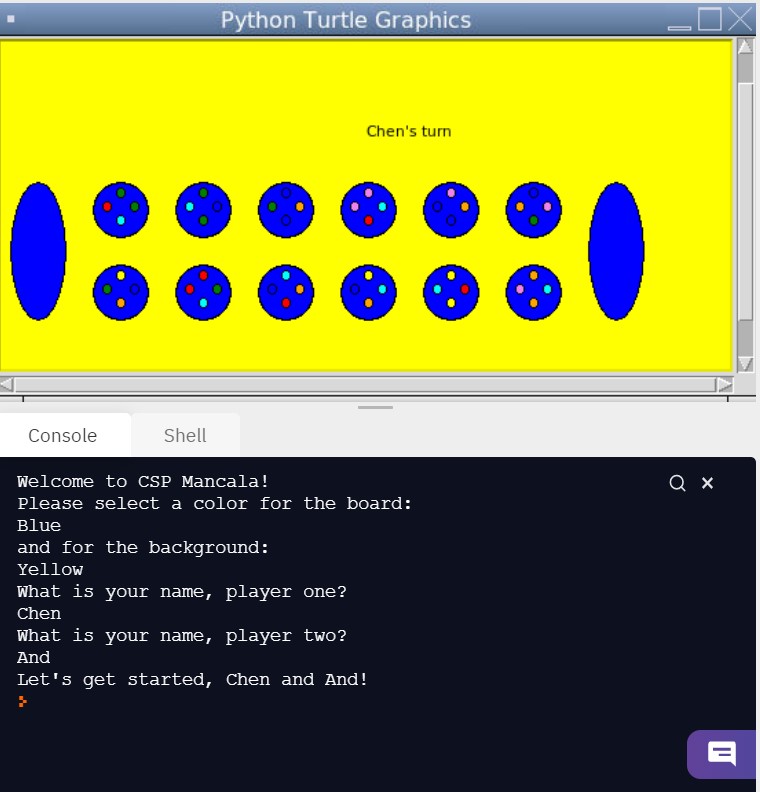 Python Turtle Graphics
Chen's turn
Console
Shell
Welcome to CSP Mancala!
Please select a color for the board:
Blue
and for the background:
Yellow
What is your name, player one?
Chen
What is your name, player two?
And
Let's get started, Chen and And!